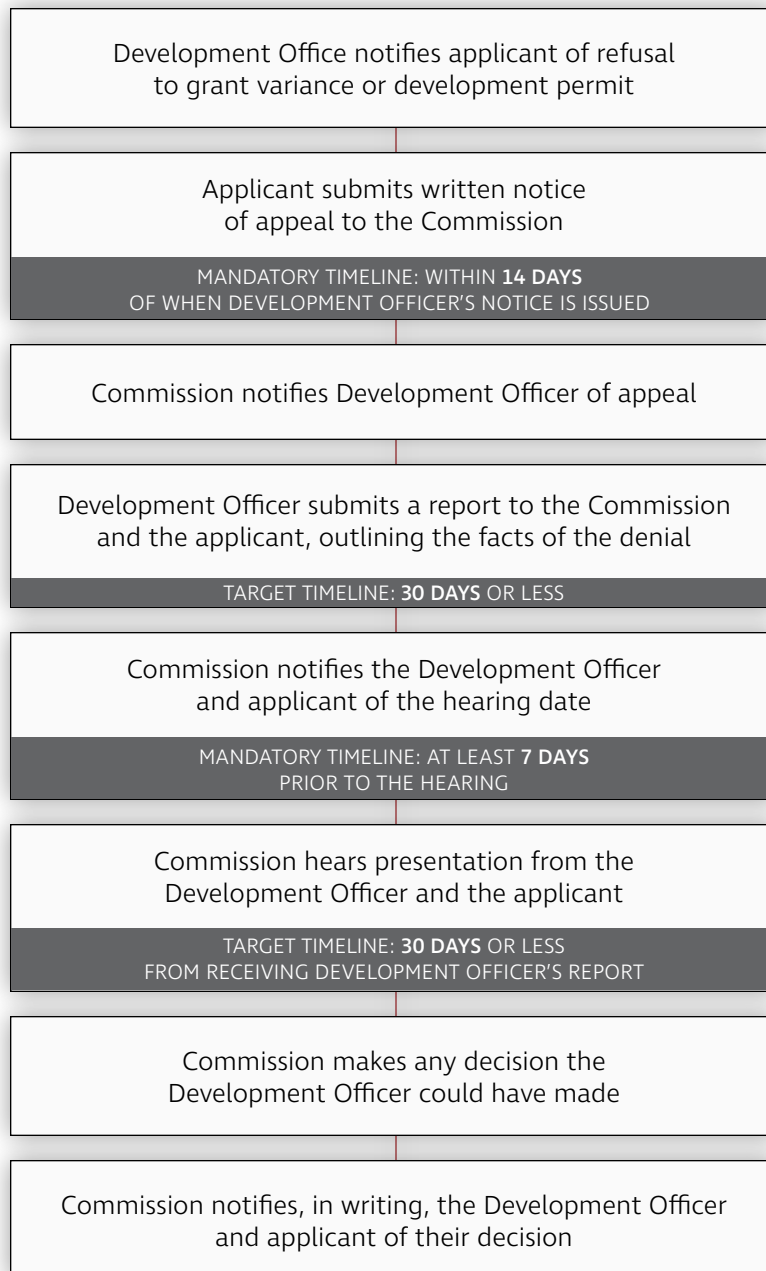 Development Office notifies applicant of refusal
to grant variance or development permit
Applicant submits written notice
of appeal to the Commission
MANDATORY TIMELINE: WITHIN 14 DAYS
OF WHEN DEVELOPMENT OFFICER'S NOTICE IS ISSUED
Commission notifies Development Officer of appeal
Development Officer submits a report to the Commission
and the applicant, outlining the facts of the denial
TARGET TIMELINE: 30 DAYS OR LESS
Commission notifies the Development Officer
and applicant of the hearing date
MANDATORY TIMELINE: AT LEAST 7 DAYS
PRIOR TO THE HEARING
Commission hears presentation from the
Development Officer and the applicant
TARGET TIMELINE: 30 DAYS OR LESS
FROM RECEIVING DEVELOPMENT OFFICER'S REPORT
Commission makes any decision the
Development Officer could have made
Commission notifies, in writing, the Development Officer
and applicant of their decision